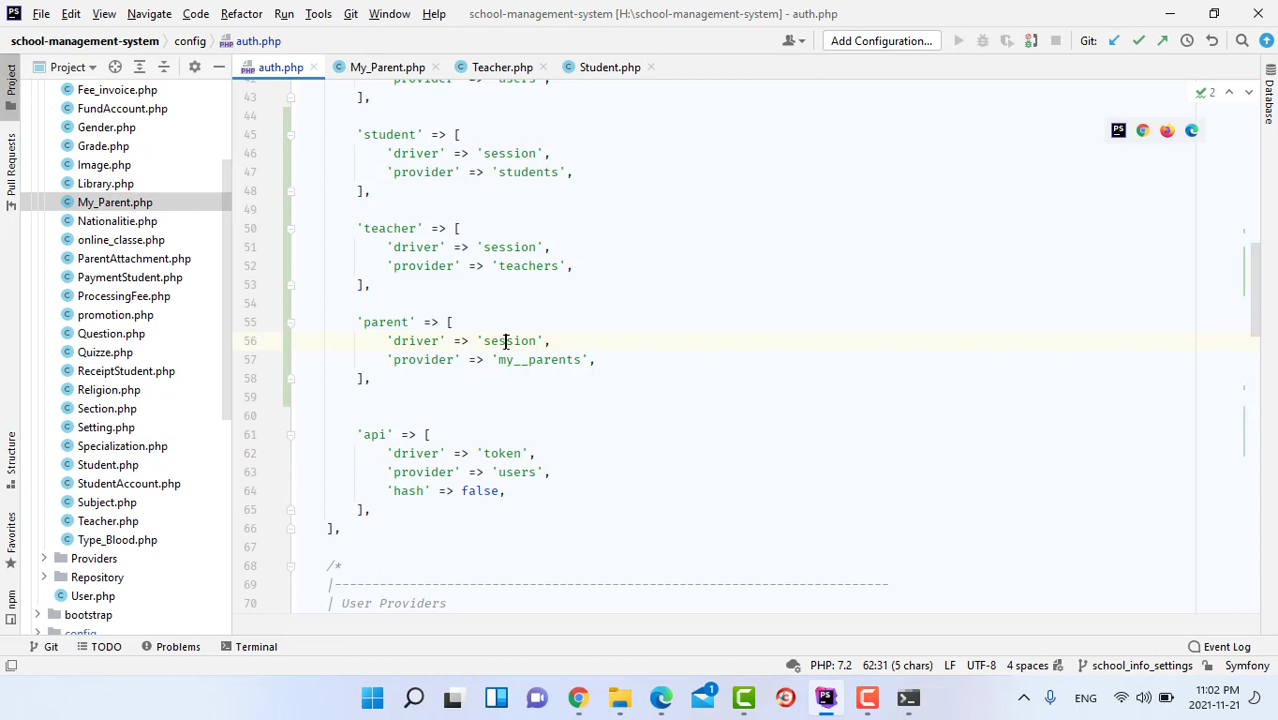 File Edit View Navigate Code Refactor Run Tools Git Window Help school-management-system [H:\school-management-system] - auth.php
school-management-system config auth.php Add Configuration... Git:
Project auth.php My_Parent.php Teacher.php Student.php
Project
Pull Requests
Structure
Favorites
npm
Database
Fee_invoice.php
FundAccount.php
Gender.php
Grade.php
Image.php
Library.php
My_Parent.php
Nationalitie.php
online_classe.php
ParentAttachment.php
PaymentStudent.php
ProcessingFee.php
promotion.php
Question.php
Quizze.php
ReceiptStudent.php
Religion.php
Section.php
Setting.php
Specialization.php
Student.php
StudentAccount.php
Subject.php
Teacher.php
Type_Blood.php
Providers
Repository
User.php
bootstrap
config
2
'provider' => 'users',
43 ],
44
45 'student' => [
46 'driver' => 'session',
47 'provider' => 'students',
48 ],
49
50 'teacher' => [
51 'driver' => 'session',
52 'provider' => 'teachers',
53 ],
54
55 'parent' => [
56 'driver' => 'session',
57 'provider' => 'my__parents',
58 ],
59
60
61 'api' => [
62 'driver' => 'token',
63 'provider' => 'users',
64 'hash' => false,
65 ],
66 ],
67
68 /*
69 |--------------------------------------------------------------------------
70 | User Providers
Git TODO Problems Terminal Event Log
PHP: 7.2 62:31 (5 chars) LF UTF-8 4 spaces school_info_settings Symfony
1 ENG 11:02 PM
2021-11-21